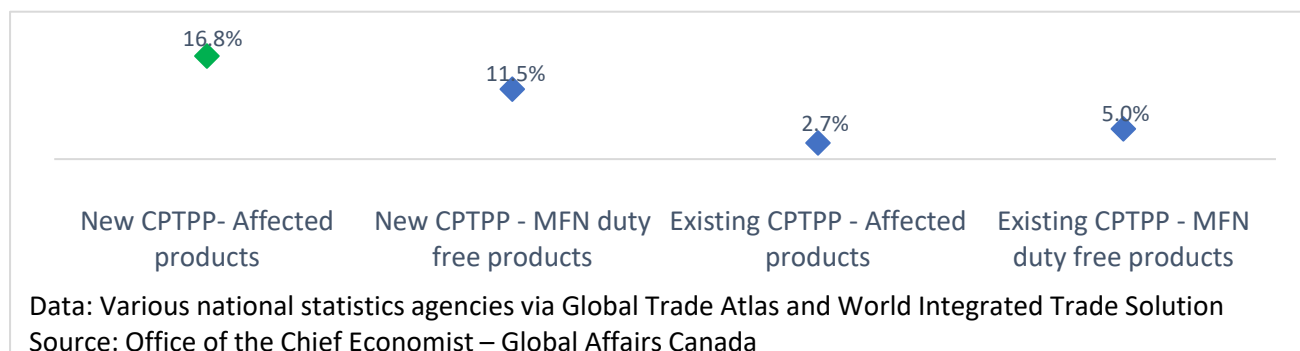 16.8%
11.5%
2.7%
5.0%
New CPTPP- Affected products
New CPTPP - MFN duty free products
Existing CPTPP - Affected products
Existing CPTPP - MFN duty free products
Data: Various national statistics agencies via Global Trade Atlas and World Integrated Trade Solution
Source: Office of the Chief Economist – Global Affairs Canada